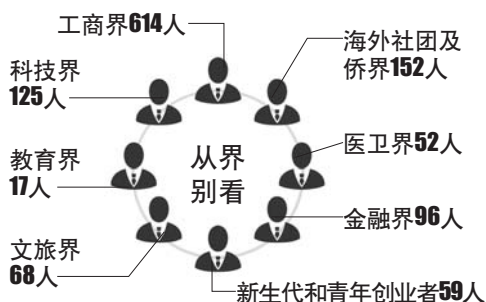 工商界614人
海外社团及
侨界152人
科技界
125人
医卫界52人
教育界
17人
从界
别看
金融界96人
文旅界
68人
新生代和青年创业者59人